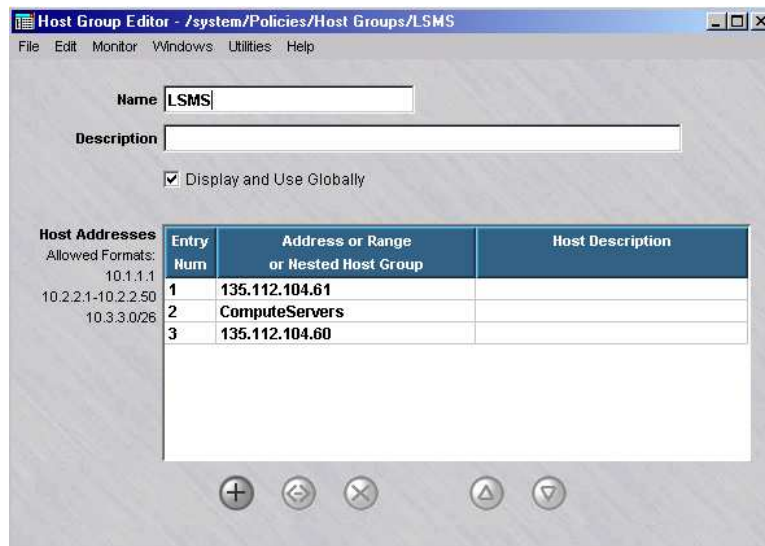 Host Group Editor - /system/Policies/Host Groups/LSMS
File Edit Monitor Windows Utilities Help
Name LSMS
Description
Display and Use Globally
Host Addresses
Allowed Formats:
10.1.1.1
10.2.2.1-10.2.2.50
10.3.3.0/26
Entry Num Address or Range or Nested Host Group Host Description
1 135.112.104.61
2 ComputeServers
3 135.112.104.60